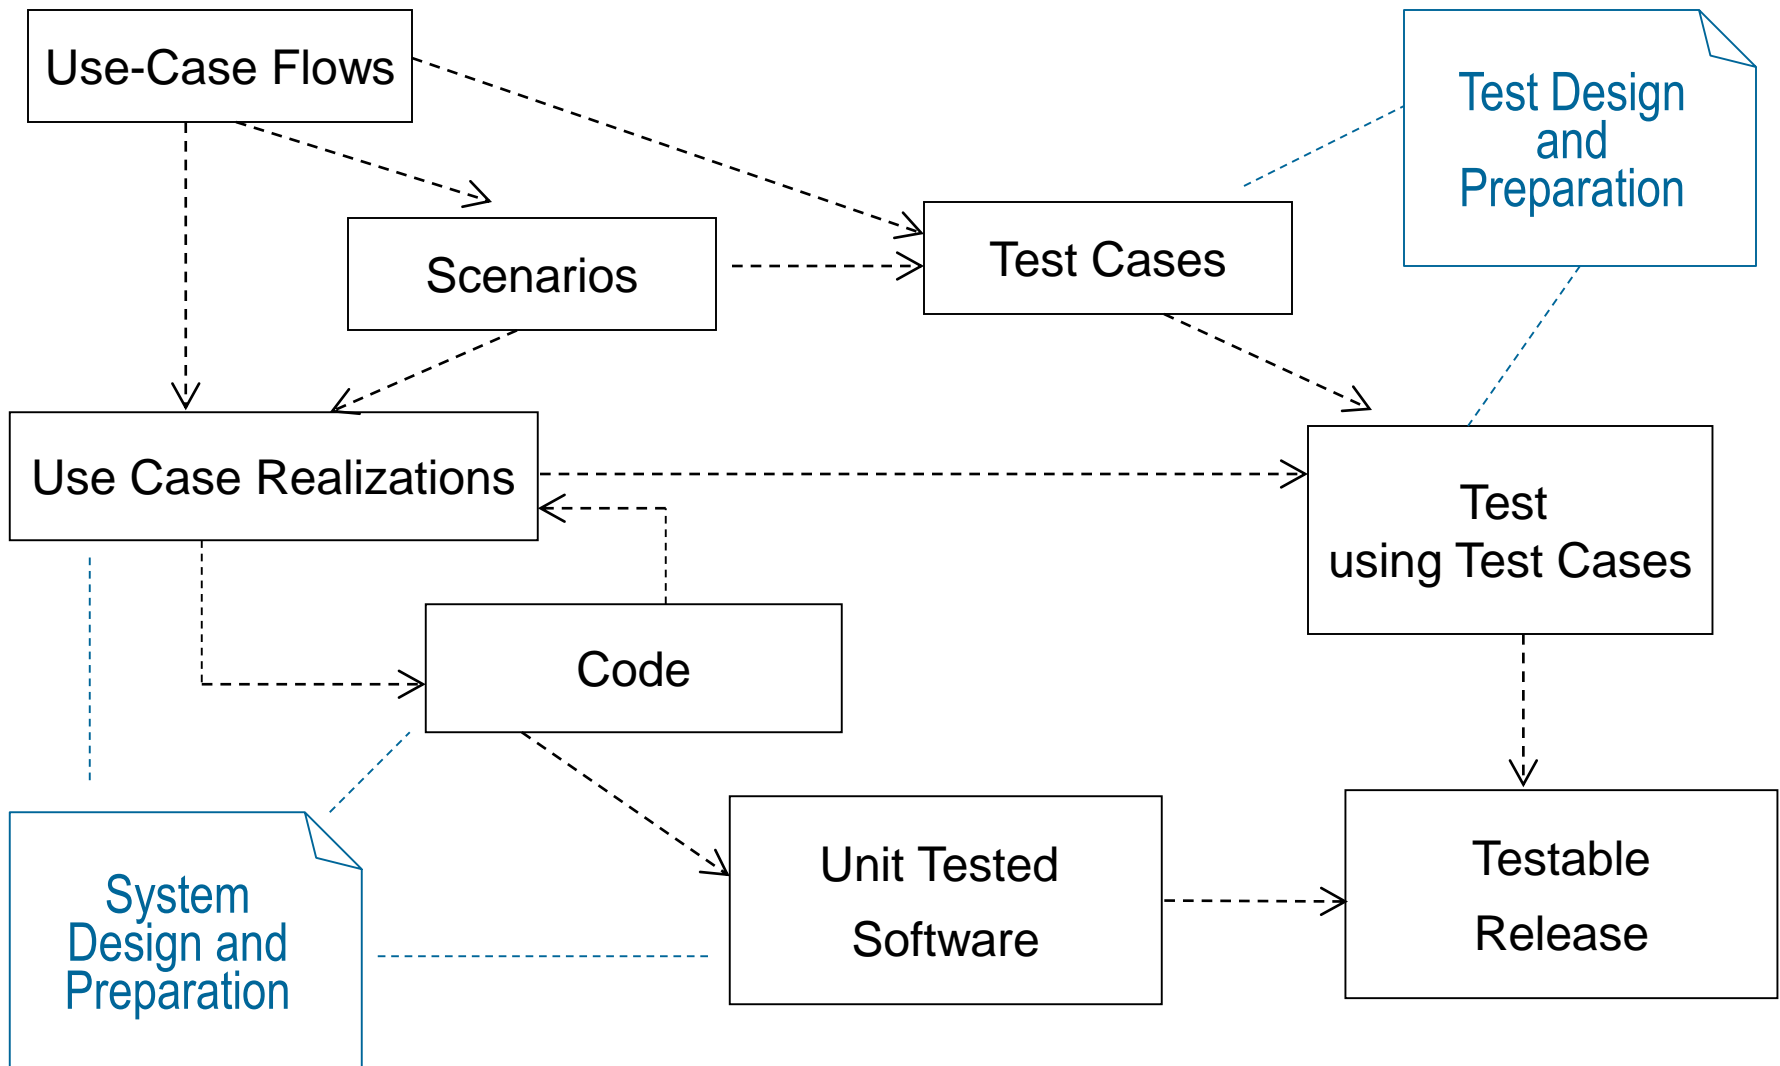 Use-Case Flows
Test Design
and
Preparation
Scenarios
Test Cases
Use Case Realizations
Test
using Test Cases
Code
Unit Tested
Software
Testable
Release
System
Design and
Preparation